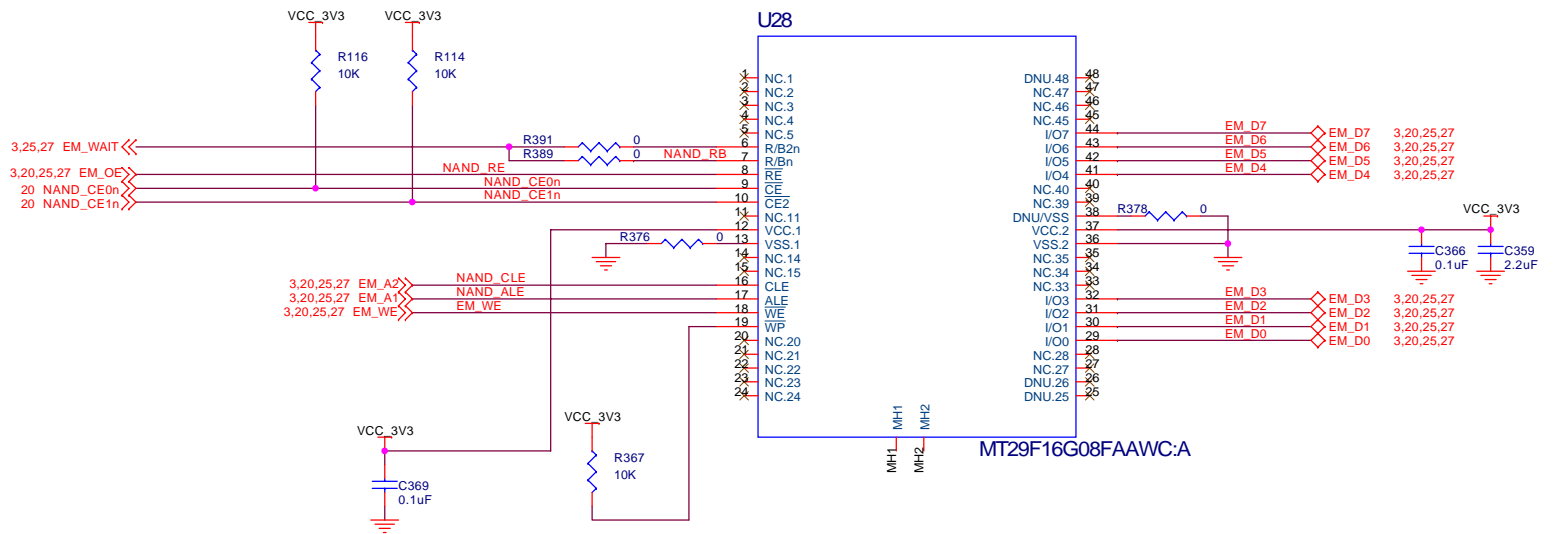 VCC_3V3 VCC_3V3
U28
R116 10K
R114 10K
1 NC.1
2 NC.2
3 NC.3
4 NC.4
5 NC.5
3,25,27 EM_WAIT R391 0 6 R/B2n
R389 0 NAND_RB 7 R/Bn
3,20,25,27 EM_OE NAND_RE 8 RE
20 NAND_CE0n NAND_CE0n 9 CE
20 NAND_CE1n NAND_CE1n 10 CE2
11 NC.11
12 VCC.1
R376 0 13 VSS.1
14 NC.14
15 NC.15
3,20,25,27 EM_A2 NAND_CLE 16 CLE
3,20,25,27 EM_A1 NAND_ALE 17 ALE
3,20,25,27 EM_WE EM_WE 18 WE
19 WP
20 NC.20
21 NC.21
22 NC.22
23 NC.23
24 NC.24
DNU.48 48
NC.47 47
NC.46 46
NC.45 45
I/O7 44 EM_D7 EM_D7 3,20,25,27
I/O6 43 EM_D6 EM_D6 3,20,25,27
I/O5 42 EM_D5 EM_D5 3,20,25,27
I/O4 41 EM_D4 EM_D4 3,20,25,27
NC.40 40
NC.39 39
DNU/VSS 38 R378 0
VCC_3V3
VCC.2 37
VSS.2 36
C366 0.1uF
C359 2.2uF
NC.35 35
NC.34 34
NC.33 33
I/O3 32 EM_D3 EM_D3 3,20,25,27
I/O2 31 EM_D2 EM_D2 3,20,25,27
I/O1 30 EM_D1 EM_D1 3,20,25,27
I/O0 29 EM_D0 EM_D0 3,20,25,27
NC.28 28
NC.27 27
DNU.26 26
DNU.25 25
MH1 MH2
MH1 MH2
MT29F16G08FAAWC:A
VCC_3V3
C369
0.1uF
VCC_3V3
R367
10K